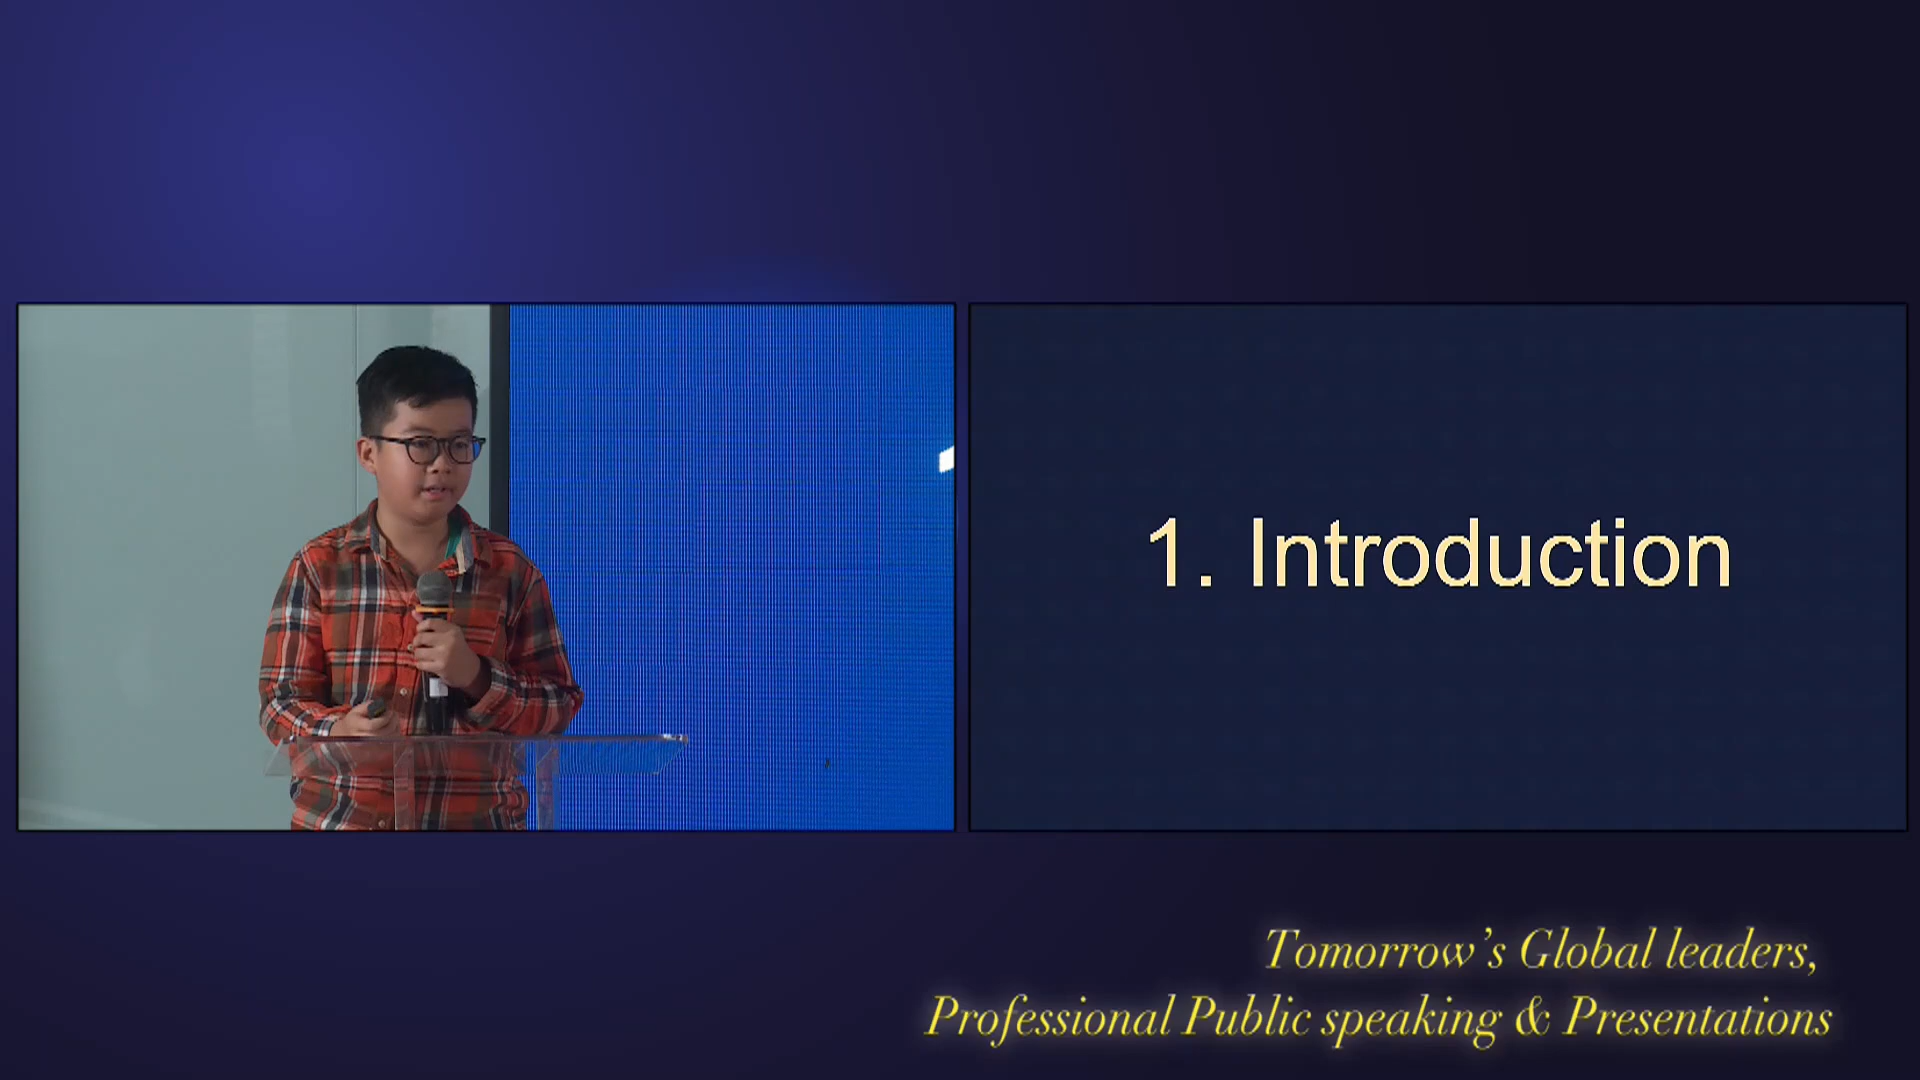 1. Introduction
Tomorrow's Global leaders,
Professional Public speaking & Presentations